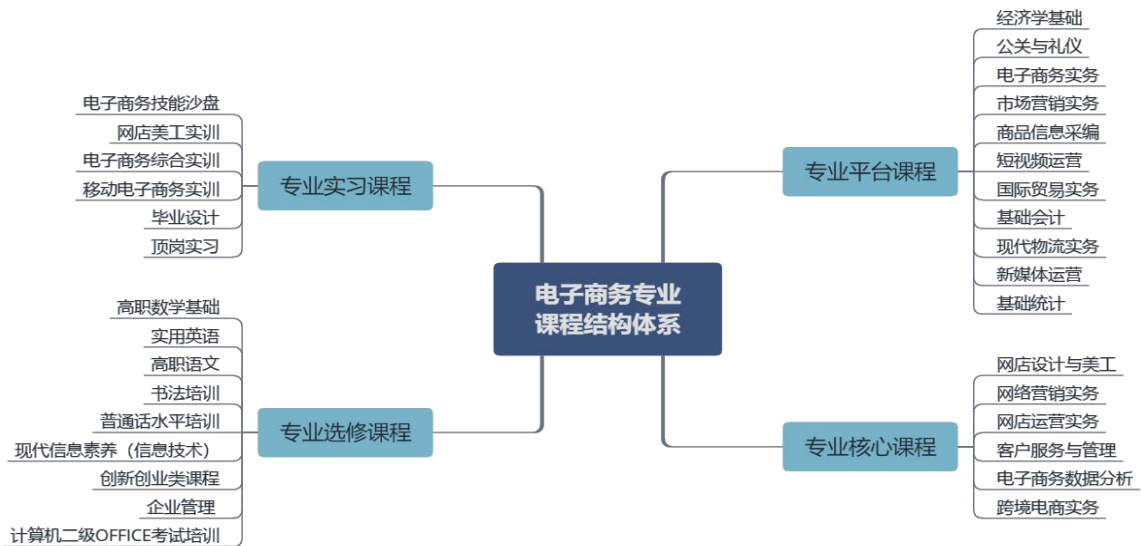 电子商务专业
课程结构体系
专业平台课程
经济学基础
公关与礼仪
电子商务实务
市场营销实务
商品信息采编
短视频运营
国际贸易实务
基础会计
现代物流实务
新媒体运营
基础统计
专业核心课程
网店设计与美工
网络营销实务
网店运营实务
客户服务与管理
电子商务数据分析
跨境电商实务
专业实习课程
电子商务技能沙盘
网店美工实训
电子商务综合实训
移动电子商务实训
毕业设计
顶岗实习
专业选修课程
高职数学基础
实用英语
高职语文
书法培训
普通话水平培训
现代信息素养（信息技术）
创新创业类课程
企业管理
计算机二级OFFICE考试培训